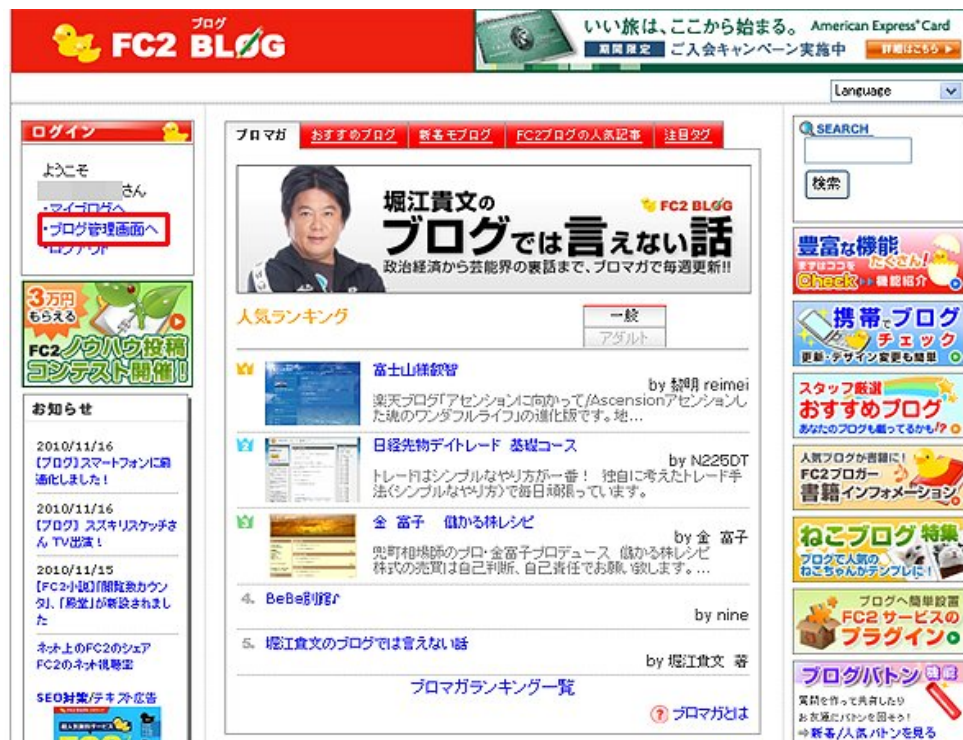 ブログ
FC2 BLOG
いい旅は、ここから始まる。 American Express® Card
期間限定 ご入会キャンペーン実施中 詳細はこちら
Language
ログイン
ようこそ
さん
・マイブログへ
・ブログ管理画面へ
・ログアウト
3万円
もらえる
FC2ノウハウ投稿
コンテスト開催!
お知らせ
2010/11/16
【ブログ】スマートフォンに最
適化しました!
2010/11/16
【ブログ】 スズキリスケッチさ
ん TV出演!
2010/11/15
【FC2小説】「閲覧数カウン
タ」、「殿堂」が新設されまし
た
ネット上のFC2のシェア
FC2のネット視聴室
SEO対策/テキスト広告
ブロマガ おすすめブログ 新着モブログ FC2ブログの人気記事 注目タグ
堀江貴文の
FC2 BLOG
ブログでは言えない話
政治経済から芸能界の裏話まで、ブロマガで毎週更新!!
人気ランキング
一般
アダルト
1
富士山様叡智
by 黎明 reimei
楽天ブログ「アセンションに向かって/Ascensionアセンションし
た魂のワンダフルライフ」の進化版です。地...
2
日経先物デイトレード 基礎コース
by N225DT
トレードはシンプルなやり方が一番! 独自に考えたトレード手
法〈シンプルなやり方〉で毎日頑張っています。
3
金 富子 儲かる株レシピ
by 金 富子
兜町相場師のプロ・金富子プロデュース 儲かる株レシピ
株式の売買は自己判断、自己責任でお願い致します。...
4. BeBe別館♪
by nine
5. 堀江貴文のブログでは言えない話
by 堀江貴文 著
ブロマガランキング一覧
? ブロマガとは
SEARCH
検索
豊富な機能
たくさん!
まずはココを
Check 機能紹介
携帯でブログ
チェック
更新・デザイン変更も簡単
スタッフ厳選
おすすめブログ
あなたのブログも載ってるかも!?
人気ブログが書籍に!
FC2ブロガー
書籍インフォメーション
ねこブログ 特集
ブログで人気の
ねこちゃんがテンプレに!
ブログへ簡単設置
FC2 サービスの
プラグイン
ブログバトン 機能
質問を作って共有したり
お友達にバトンを回そう!
⇒新着/人気バトンを見る